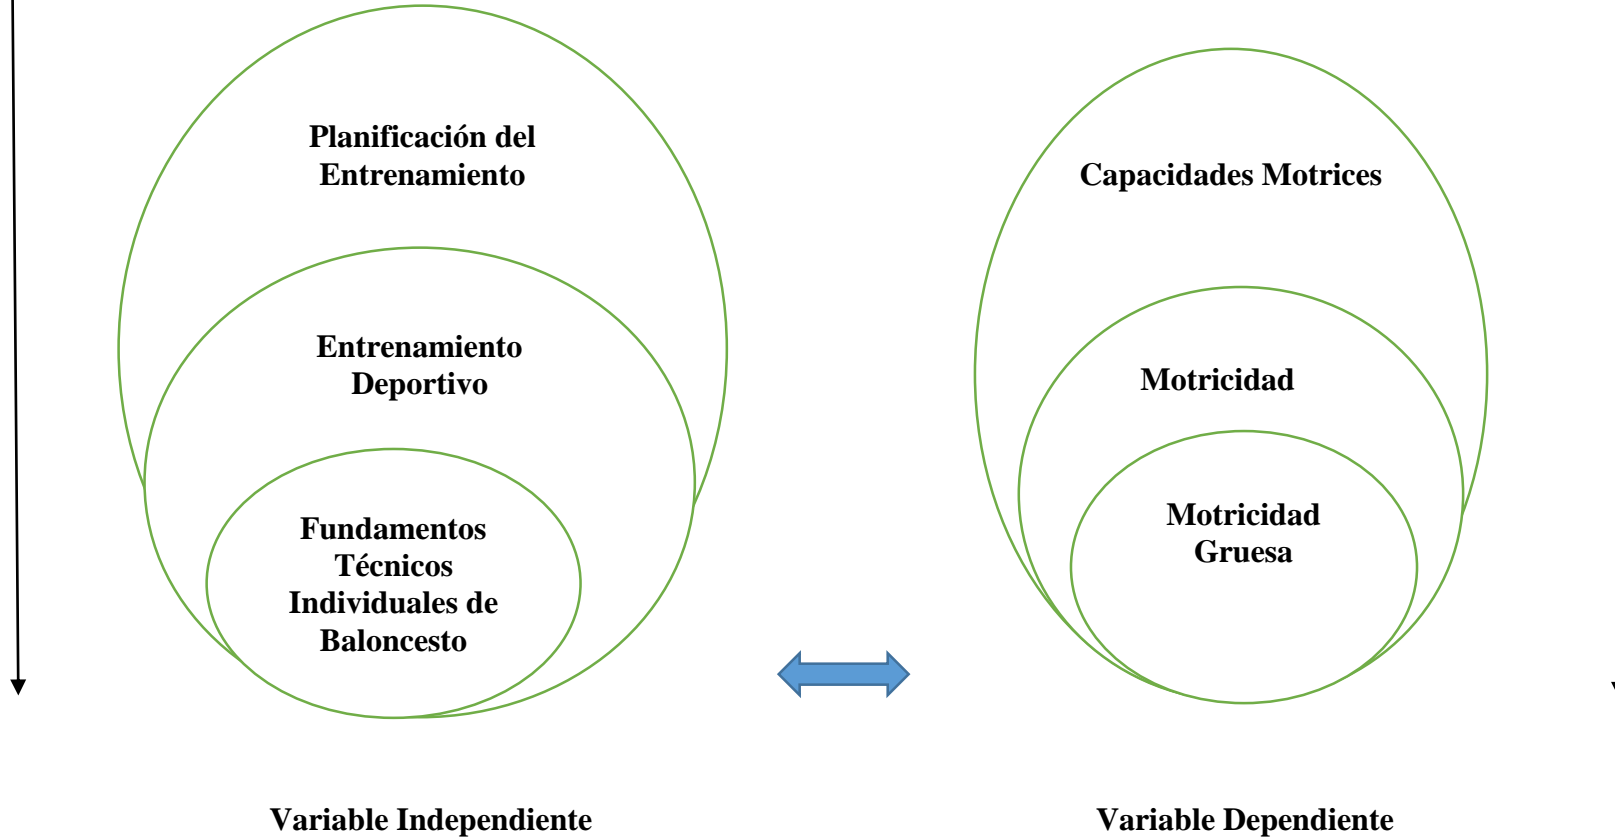 Planificación del
Entrenamiento
Entrenamiento
Deportivo
Fundamentos
Técnicos
Individuales de
Baloncesto
Variable Independiente
Capacidades Motrices
Motricidad
Motricidad
Gruesa
Variable Dependiente